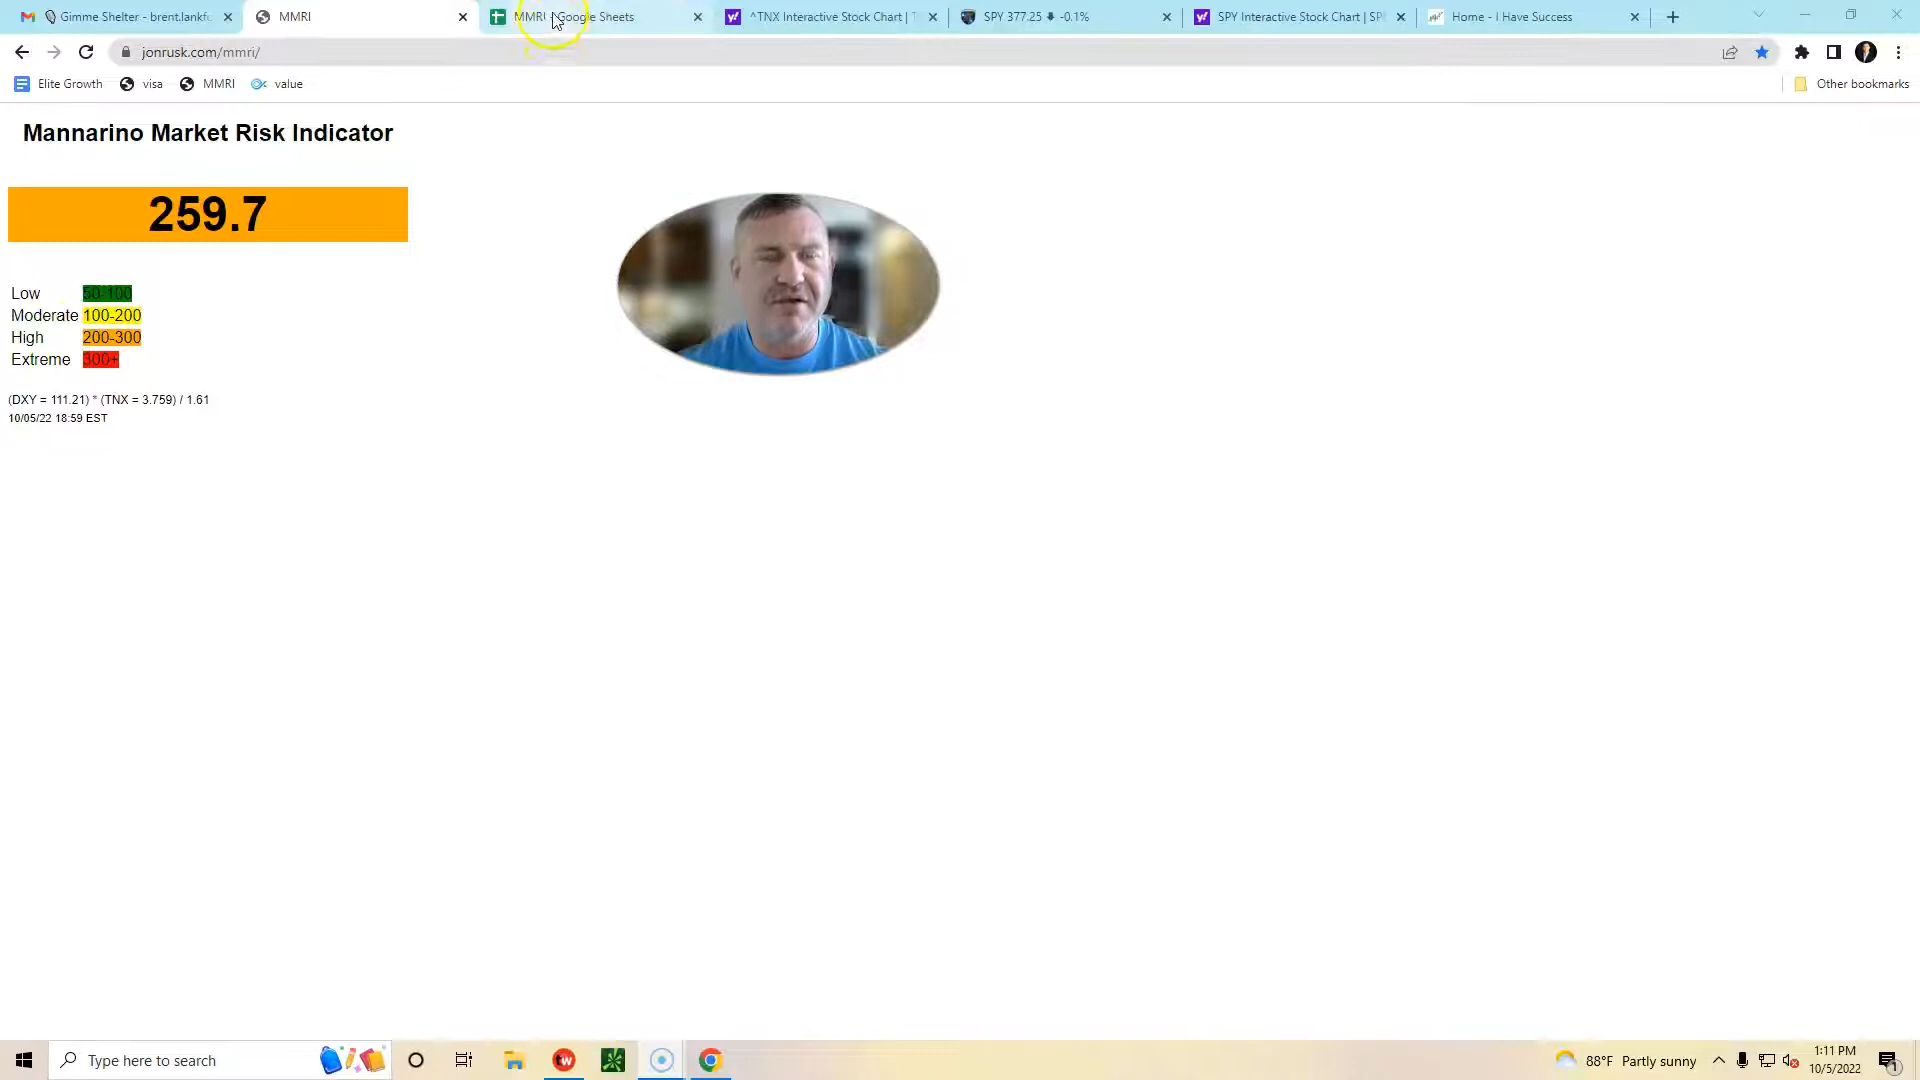 Gimme Shelter - brent.lankfo
MMRI
MMRI - Google Sheets
^TNX Interactive Stock Chart | T
SPY 377.25 ⬇ -0.1%
SPY Interactive Stock Chart | SP
Home - I Have Success
jonrusk.com/mmri/
Elite Growth
visa
MMRI
value
Other bookmarks
Mannarino Market Risk Indicator
259.7
Low 50-100
Moderate 100-200
High 200-300
Extreme 300+
(DXY = 111.21) * (TNX = 3.759) / 1.61
10/05/22 18:59 EST
Type here to search
88°F Partly sunny
1:11 PM
10/5/2022